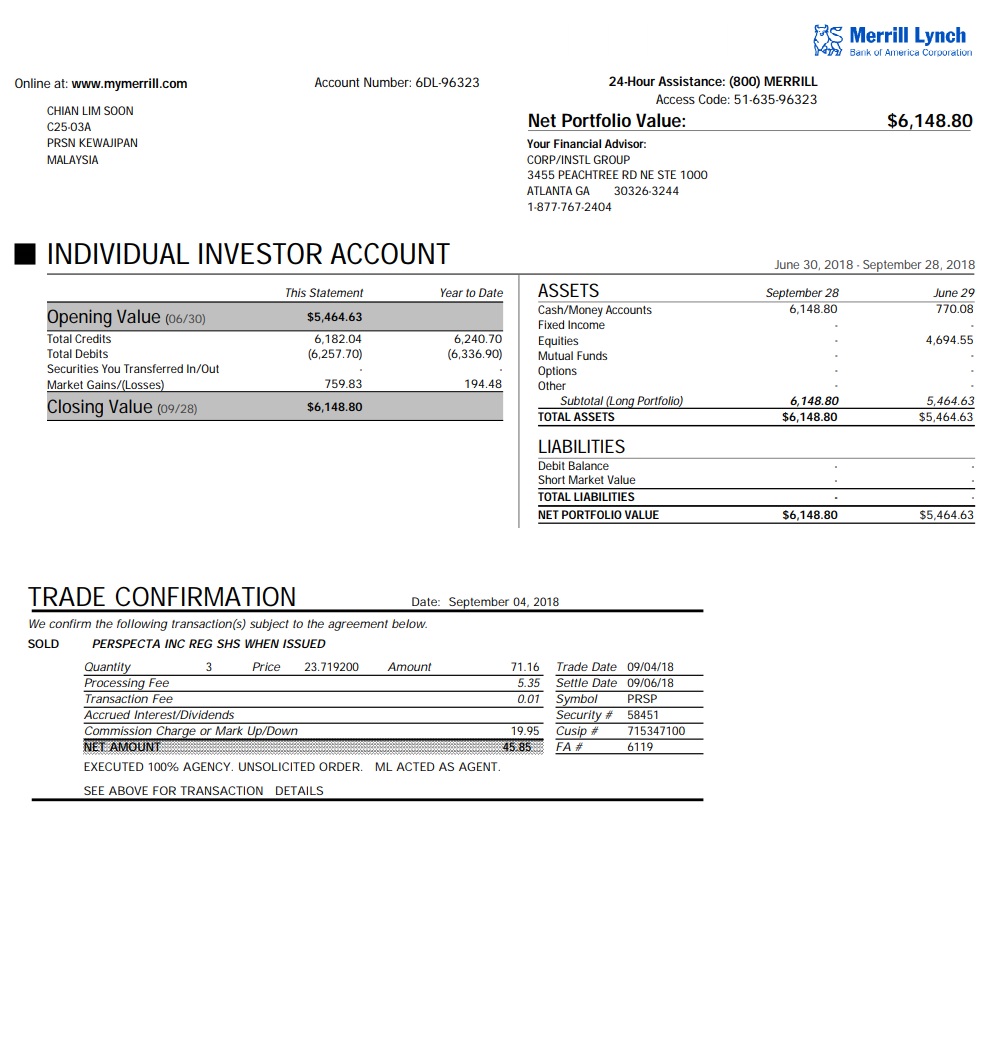 Merrill Lynch
Bank of America Corporation
Online at: www.mymerrill.com Account Number: 6DL-96323 24-Hour Assistance: (800) MERRILL
Access Code: 51-635-96323
CHIAN LIM SOON
C25-03A
PRSN KEWAJIPAN
MALAYSIA
Net Portfolio Value: $6,148.80
Your Financial Advisor:
CORP/INSTL GROUP
3455 PEACHTREE RD NE STE 1000
ATLANTA GA 30326-3244
1-877-767-2404
INDIVIDUAL INVESTOR ACCOUNT June 30, 2018 - September 28, 2018
This Statement Year to Date
Opening Value (06/30) $5,464.63
Total Credits 6,182.04 6,240.70
Total Debits (6,257.70) (6,336.90)
Securities You Transferred In/Out - -
Market Gains/(Losses) 759.83 194.48
Closing Value (09/28) $6,148.80
ASSETS September 28 June 29
Cash/Money Accounts 6,148.80 770.08
Fixed Income - -
Equities - 4,694.55
Mutual Funds - -
Options - -
Other - -
Subtotal (Long Portfolio) 6,148.80 5,464.63
TOTAL ASSETS $6,148.80 $5,464.63
LIABILITIES
Debit Balance - -
Short Market Value - -
TOTAL LIABILITIES - -
NET PORTFOLIO VALUE $6,148.80 $5,464.63
TRADE CONFIRMATION Date: September 04, 2018
We confirm the following transaction(s) subject to the agreement below.
SOLD PERSPECTA INC REG SHS WHEN ISSUED
Quantity 3 Price 23.719200 Amount 71.16 Trade Date 09/04/18
Processing Fee 5.35 Settle Date 09/06/18
Transaction Fee 0.01 Symbol PRSP
Accrued Interest/Dividends Security # 58451
Commission Charge or Mark Up/Down 19.95 Cusip # 715347100
NET AMOUNT 45.85 FA # 6119
EXECUTED 100% AGENCY. UNSOLICITED ORDER. ML ACTED AS AGENT.
SEE ABOVE FOR TRANSACTION DETAILS